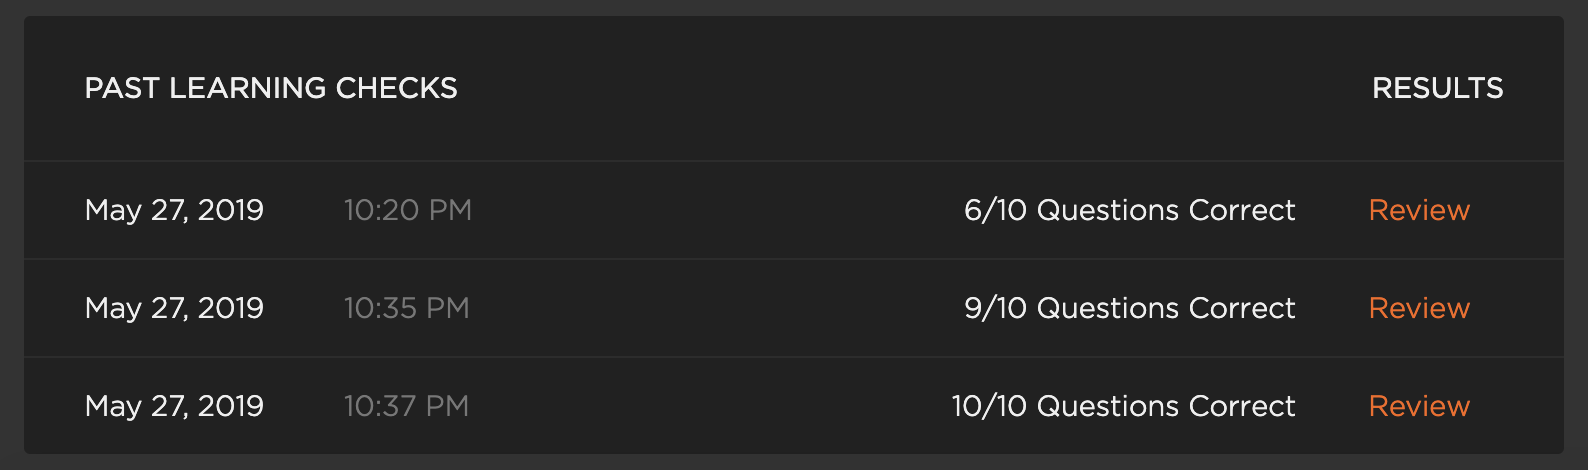 PAST LEARNING CHECKS RESULTS
May 27, 2019 10:20 PM 6/10 Questions Correct Review
May 27, 2019 10:35 PM 9/10 Questions Correct Review
May 27, 2019 10:37 PM 10/10 Questions Correct Review